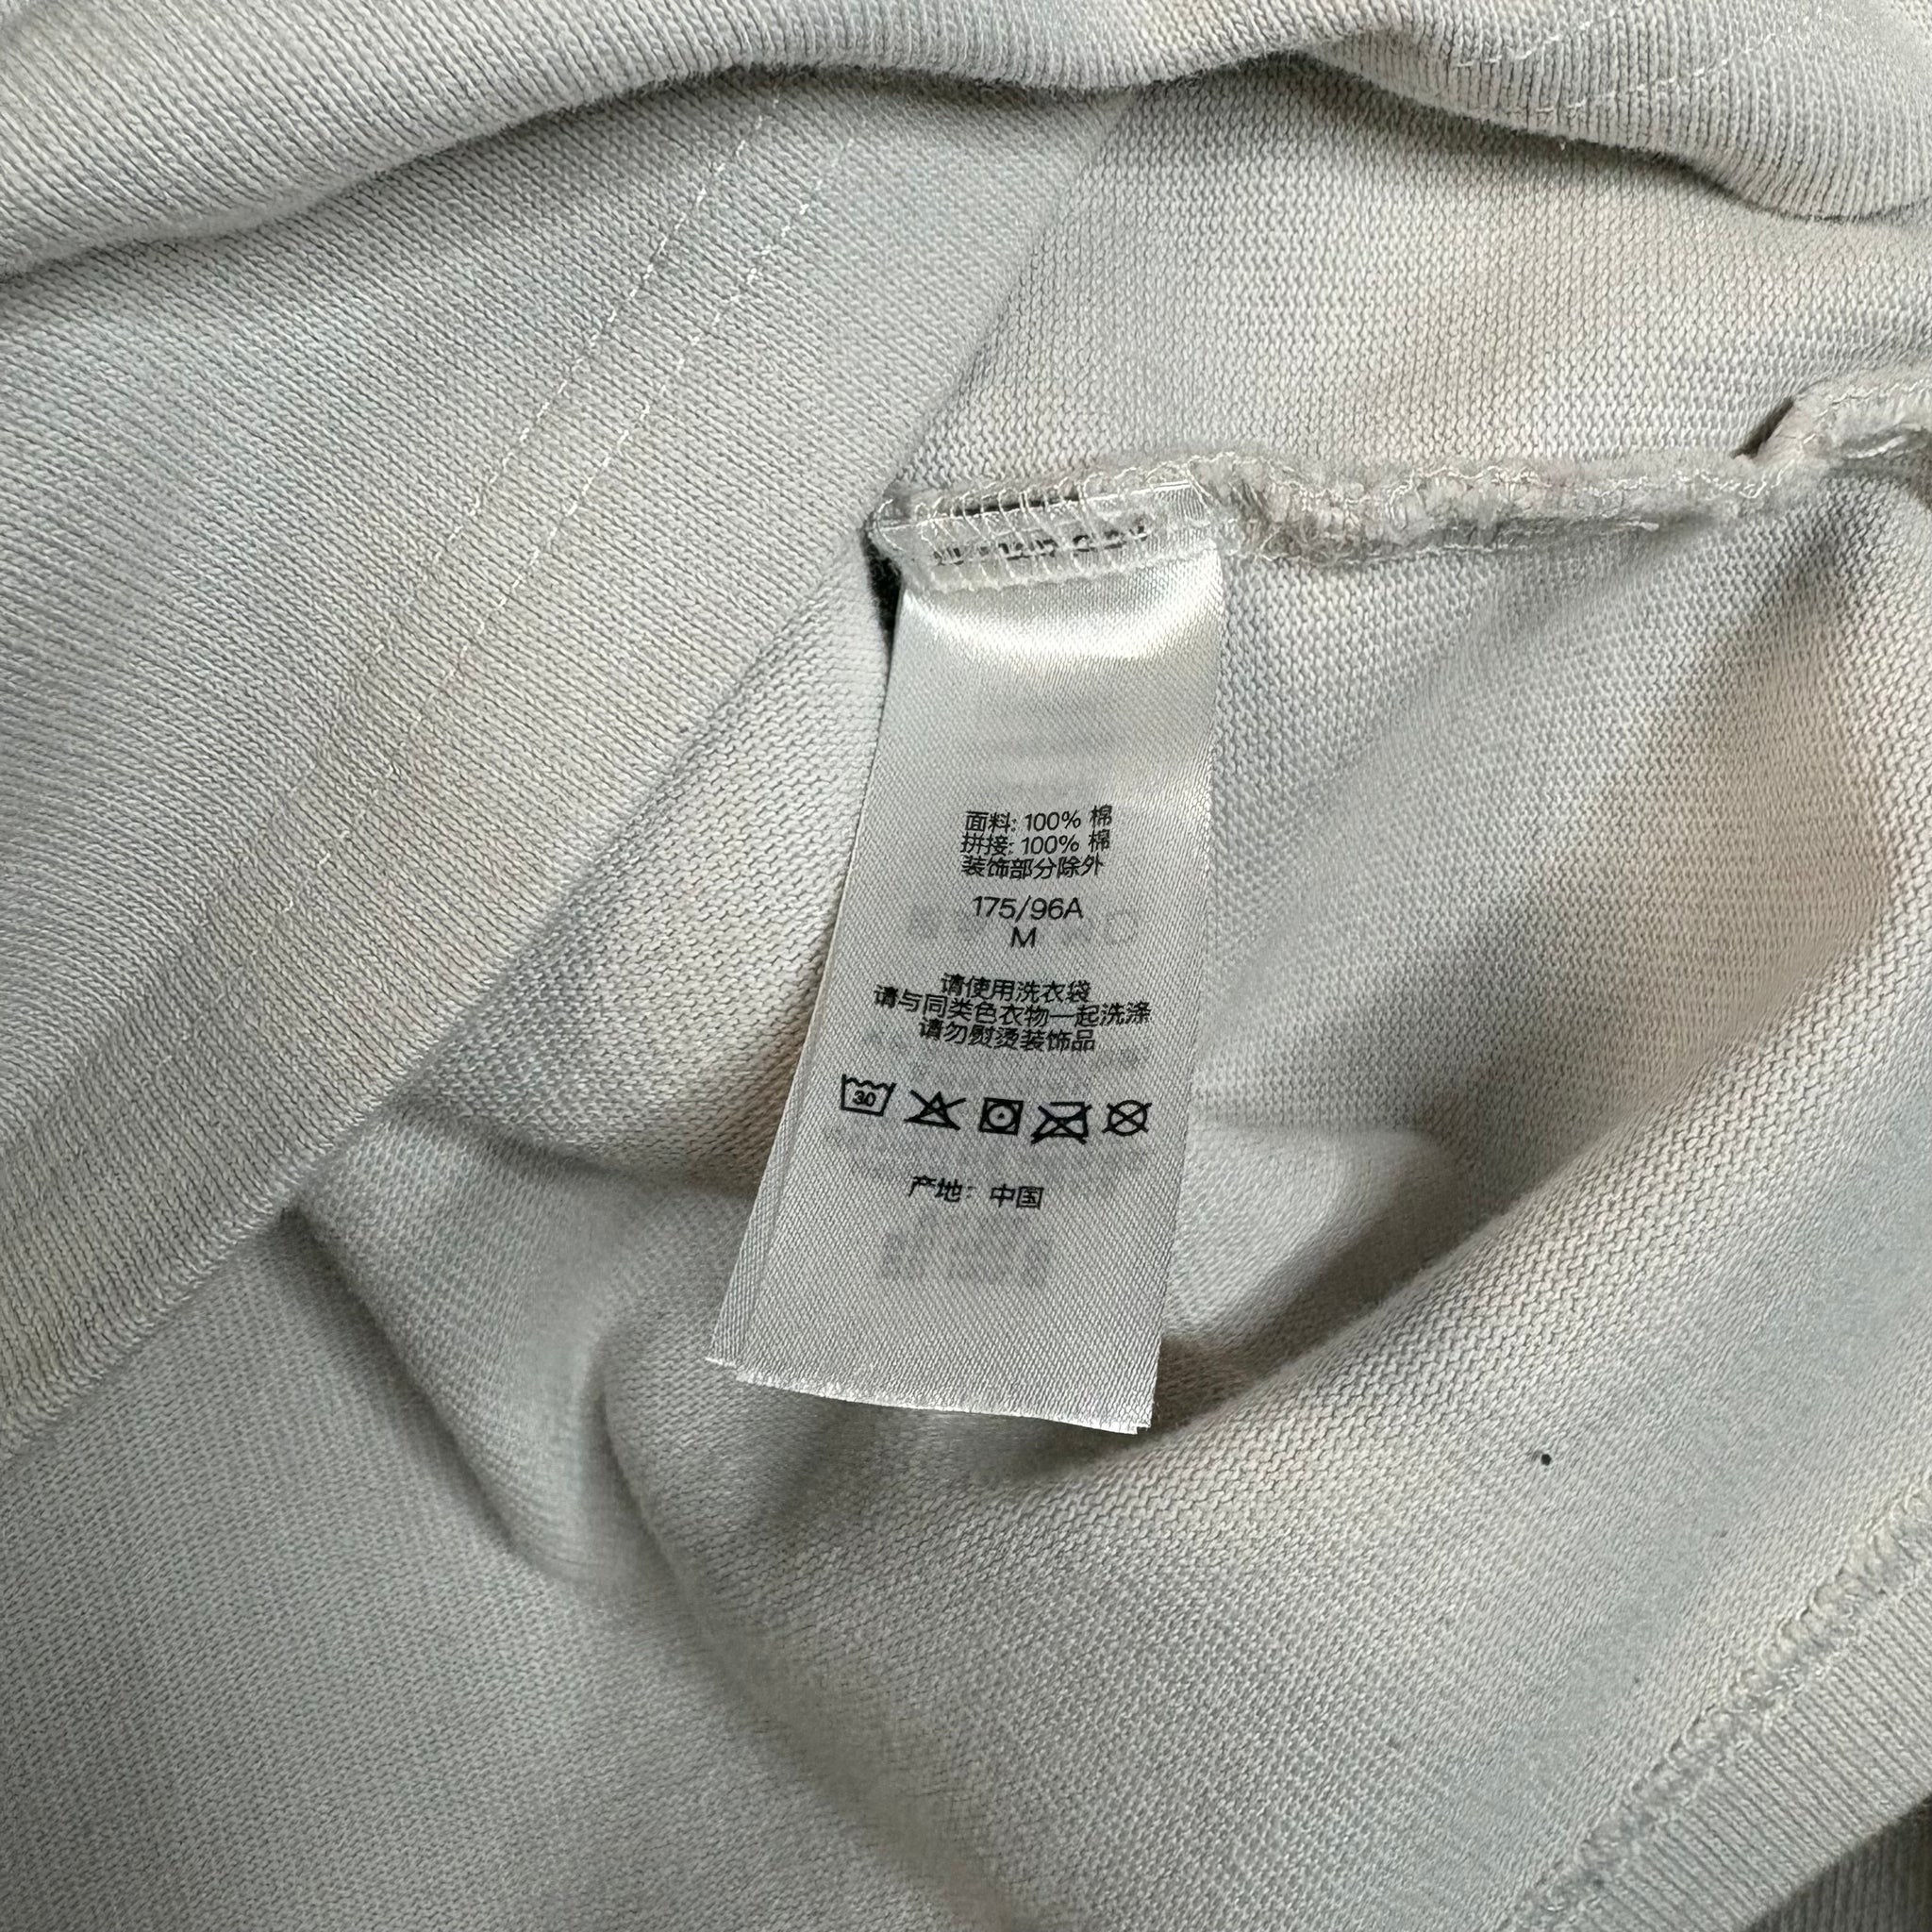 面料: 100% 棉
拼接: 100% 棉
装饰部分除外
175/96A
M
请使用洗衣袋
请与同类色衣物一起洗涤
请勿熨烫装饰品
30
产地: 中国